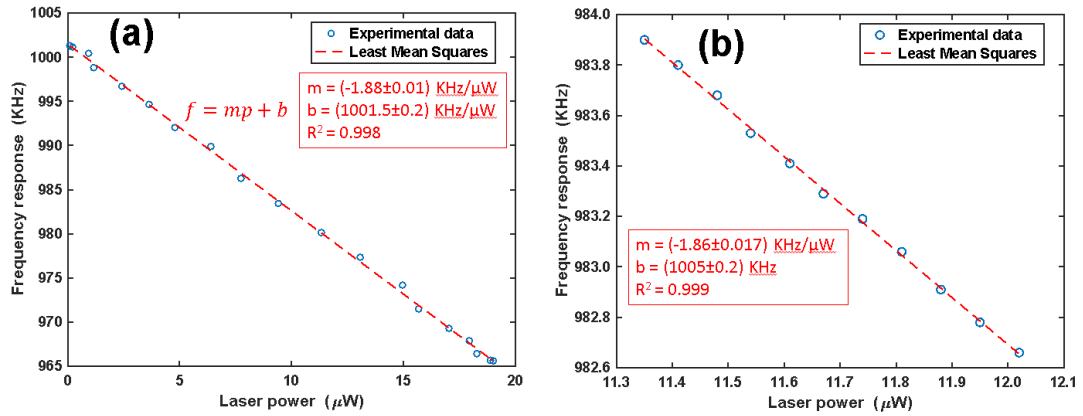 (a)
Experimental data
Least Mean Squares
f = mp + b
m = (-1.88±0.01) KHz/μW
b = (1001.5±0.2) KHz/μW
R² = 0.998
Frequency response (KHz)
1005
1000
995
990
985
980
975
970
965
0
5
10
15
20
Laser power (μW)
(b)
Experimental data
Least Mean Squares
m = (-1.86±0.017) KHz/μW
b = (1005±0.2) KHz
R² = 0.999
Frequency response (KHz)
984.0
983.8
983.6
983.4
983.2
983.0
982.8
982.6
11.3
11.4
11.5
11.6
11.7
11.8
11.9
12.0
12.1
Laser power (μW)